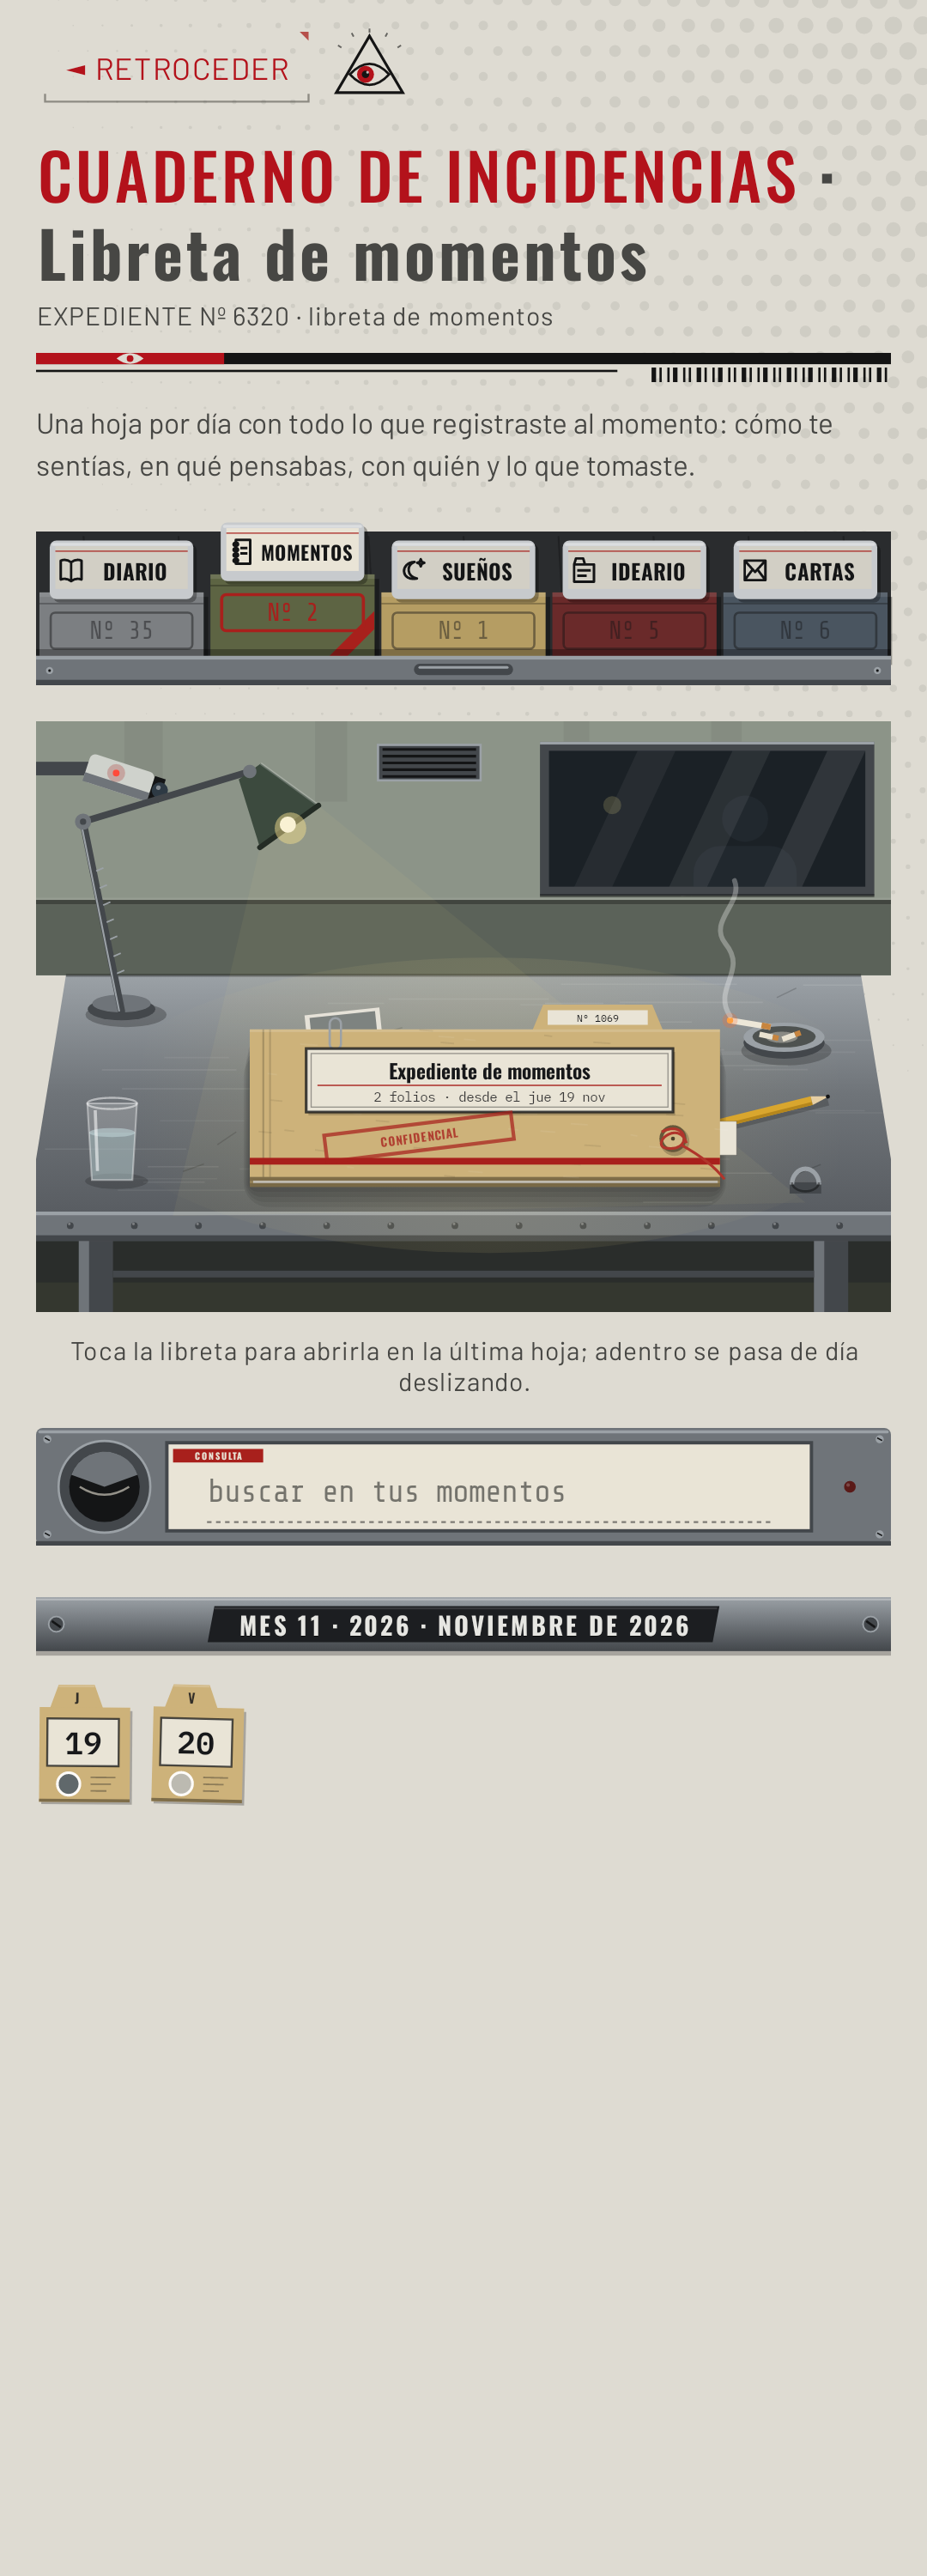 ◄ RETROCEDER
CUADERNO DE INCIDENCIAS ·
Libreta de momentos
EXPEDIENTE Nº 6320 · libreta de momentos
Una hoja por día con todo lo que registraste al momento: cómo te
sentías, en qué pensabas, con quién y lo que tomaste.
DIARIO
MOMENTOS
SUEÑOS
IDEARIO
CARTAS
Nº 35
Nº 2
Nº 1
Nº 5
Nº 6
Nº 1069
Expediente de momentos
2 folios · desde el jue 19 nov
CONFIDENCIAL
Toca la libreta para abrirla en la última hoja; adentro se pasa de día
deslizando.
CONSULTA
buscar en tus momentos
MES 11 · 2026 · NOVIEMBRE DE 2026
J
V
19
20